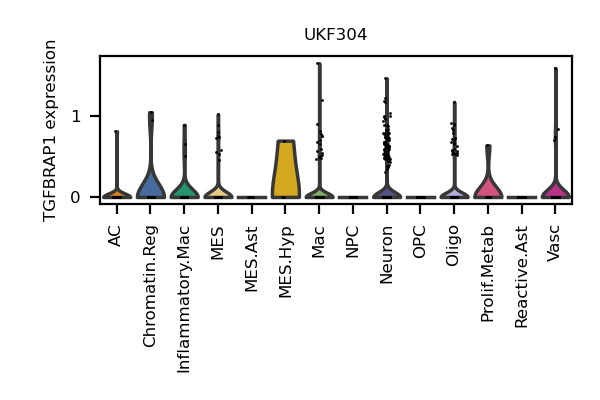 UKF304
TGFBRAP1 expression
1
0
AC
Chromatin.Reg
Inflammatory.Mac
MES
MES.Ast
MES.Hyp
Mac
NPC
Neuron
OPC
Oligo
Prolif.Metab
Reactive.Ast
Vasc